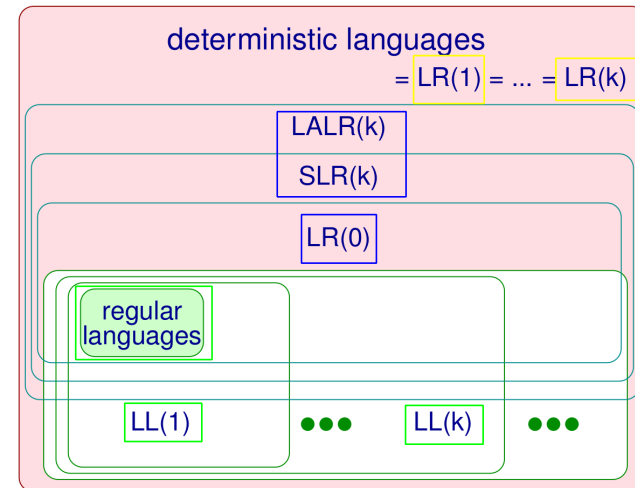 deterministic languages
= LR(1) = ... = LR(k)
LALR(k)
SLR(k)
LR(0)
regular
languages
LL(1) ●●● LL(k) ●●●